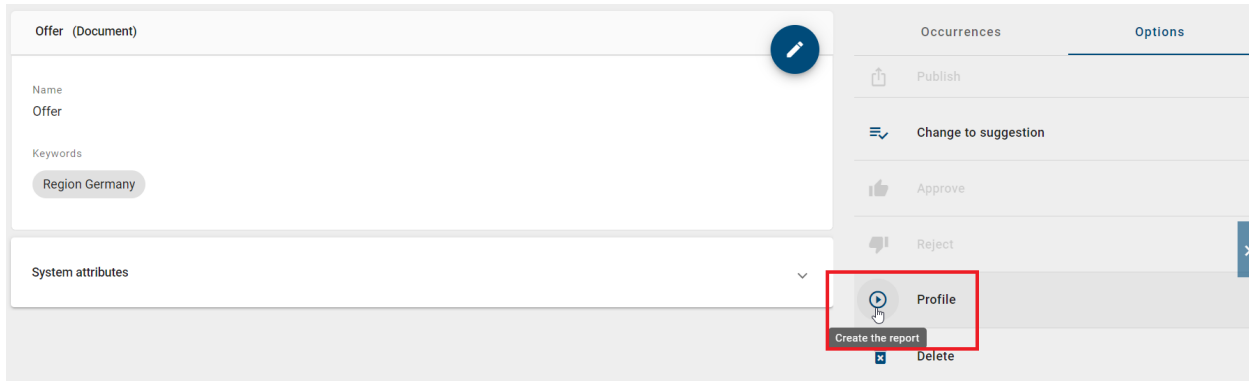 Offer (Document)
Name
Offer
Keywords
Region Germany
System attributes
Occurrences
Options
Publish
Change to suggestion
Approve
Reject
Profile
Create the report
Delete